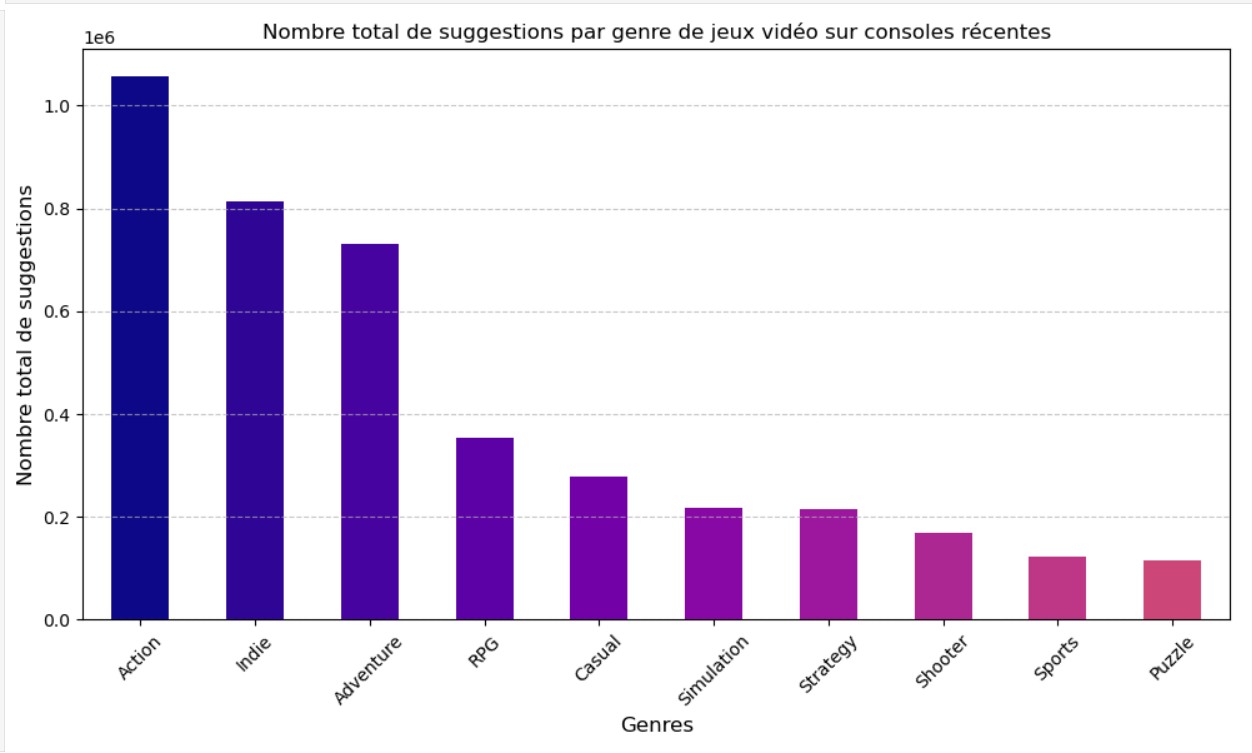 Nombre total de suggestions par genre de jeux vidéo sur consoles récentes
1e6
1.0
0.8
0.6
0.4
0.2
0.0
Nombre total de suggestions
Action
Indie
Adventure
RPG
Casual
Simulation
Strategy
Shooter
Sports
Puzzle
Genres